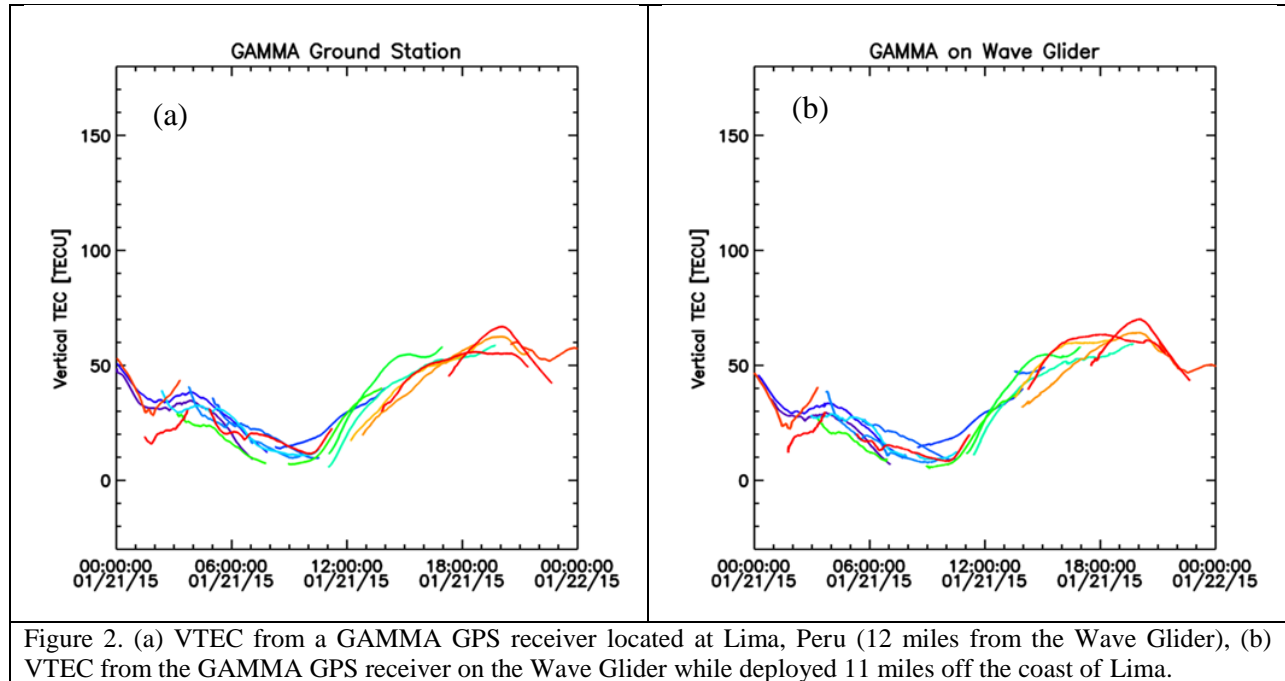 GAMMA Ground Station
(a)
150
100
50
0
Vertical TEC [TECU]
00:00:00 06:00:00 12:00:00 18:00:00 00:00:00
01/21/15 01/21/15 01/21/15 01/21/15 01/22/15
GAMMA on Wave Glider
(b)
150
100
50
0
Vertical TEC [TECU]
00:00:00 06:00:00 12:00:00 18:00:00 00:00:00
01/21/15 01/21/15 01/21/15 01/21/15 01/22/15
Figure 2. (a) VTEC from a GAMMA GPS receiver located at Lima, Peru (12 miles from the Wave Glider), (b)
VTEC from the GAMMA GPS receiver on the Wave Glider while deployed 11 miles off the coast of Lima.